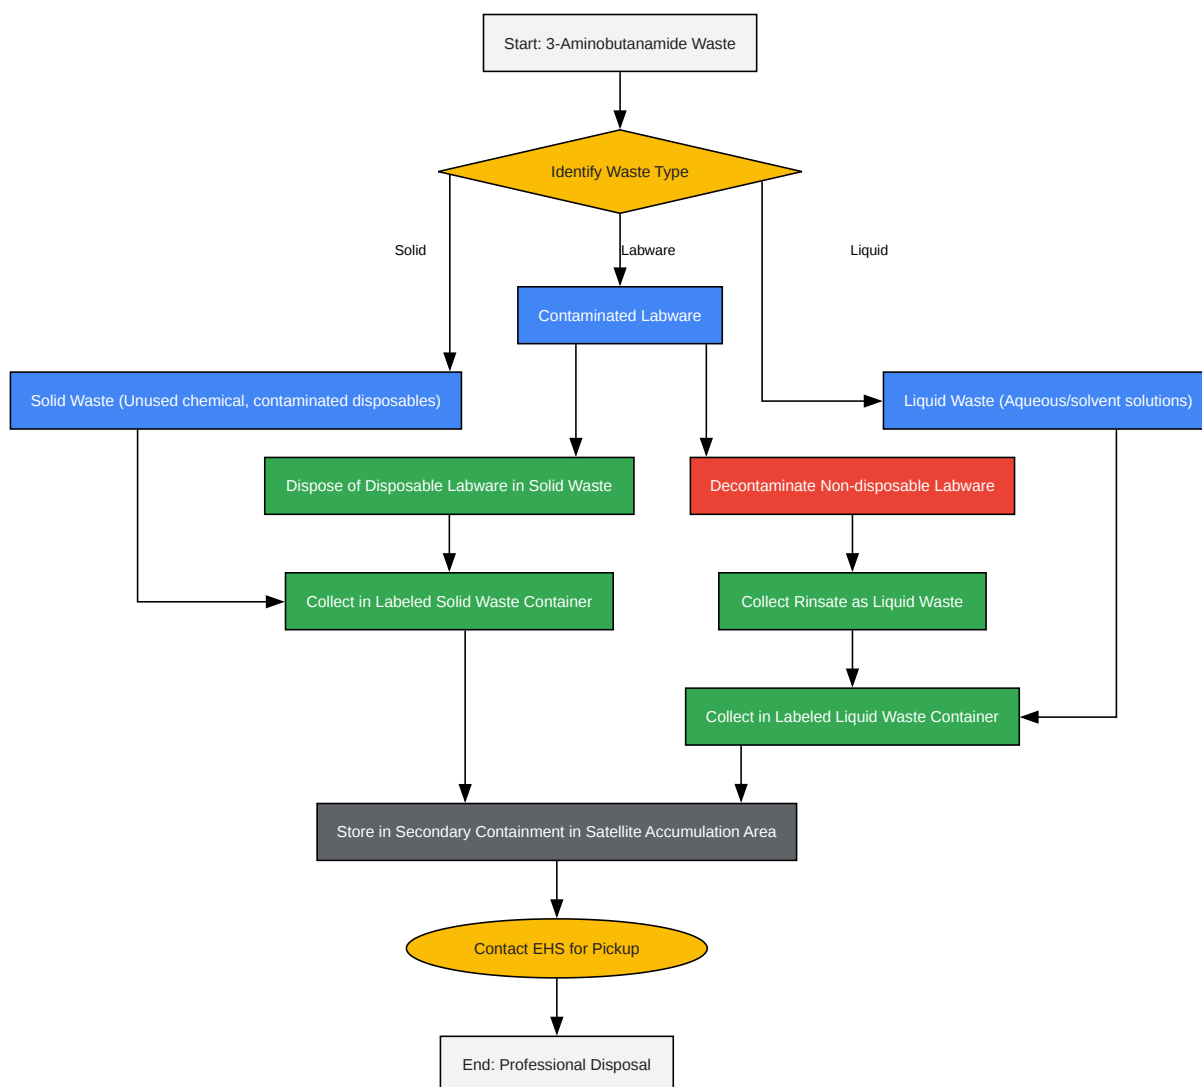 Start: 3-Aminobutanamide Waste
Identify Waste Type
Solid
Labware
Liquid
Contaminated Labware
Solid Waste (Unused chemical, contaminated disposables)
Liquid Waste (Aqueous/solvent solutions)
Dispose of Disposable Labware in Solid Waste
Decontaminate Non-disposable Labware
Collect in Labeled Solid Waste Container
Collect Rinsate as Liquid Waste
Collect in Labeled Liquid Waste Container
Store in Secondary Containment in Satellite Accumulation Area
Contact EHS for Pickup
End: Professional Disposal